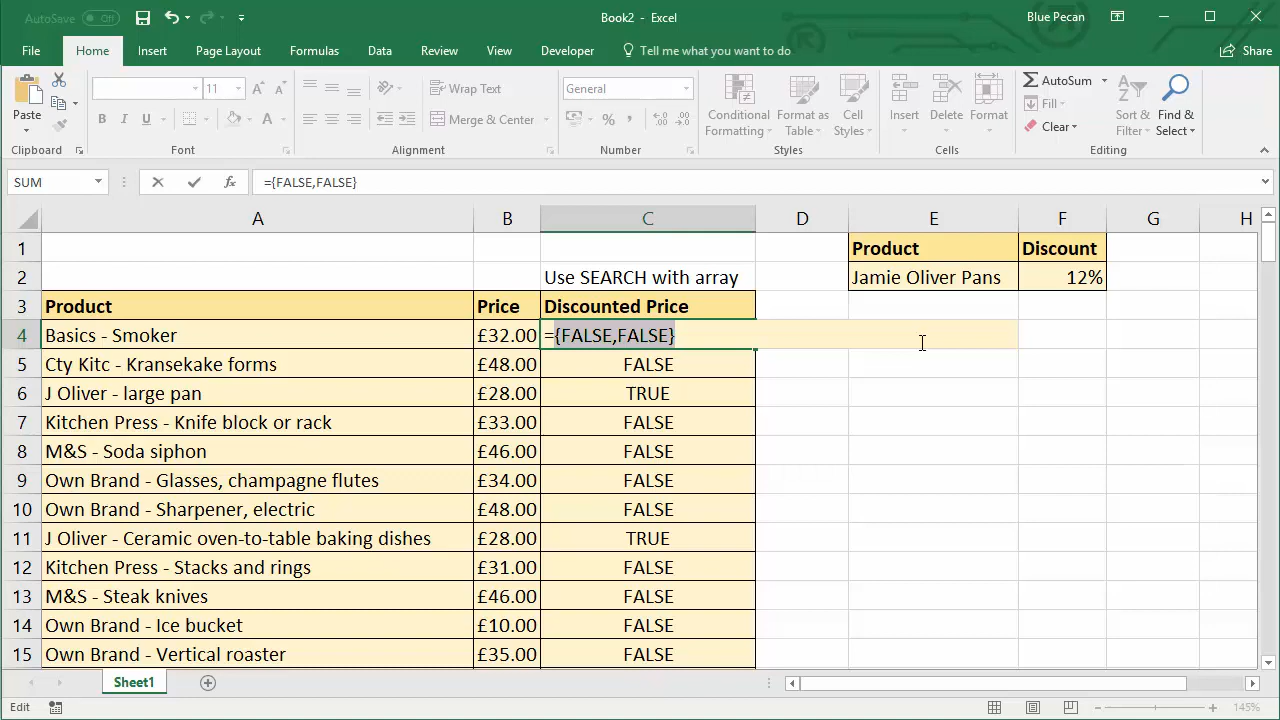 AutoSave Off
Book2 - Excel
Blue Pecan
File Home Insert Page Layout Formulas Data Review View Developer Tell me what you want to do Share
Paste
11
B I U
A A
A
Wrap Text
Merge & Center
General
%
Conditional Formatting
Format as Table
Cell Styles
Insert
Delete
Format
AutoSum
Fill
Clear
Sort & Filter
Find & Select
Clipboard Font Alignment Number Styles Cells Editing
SUM fx ={FALSE,FALSE}
A B C D E F G H
1 Product Discount
2 Use SEARCH with array Jamie Oliver Pans 12%
3 Product Price Discounted Price
4 Basics - Smoker £32.00 ={FALSE,FALSE}
5 Cty Kitc - Kransekake forms £48.00 FALSE
6 J Oliver - large pan £28.00 TRUE
7 Kitchen Press - Knife block or rack £33.00 FALSE
8 M&S - Soda siphon £46.00 FALSE
9 Own Brand - Glasses, champagne flutes £34.00 FALSE
10 Own Brand - Sharpener, electric £48.00 FALSE
11 J Oliver - Ceramic oven-to-table baking dishes £28.00 TRUE
12 Kitchen Press - Stacks and rings £31.00 FALSE
13 M&S - Steak knives £46.00 FALSE
14 Own Brand - Ice bucket £10.00 FALSE
15 Own Brand - Vertical roaster £35.00 FALSE
Sheet1
Edit 145%